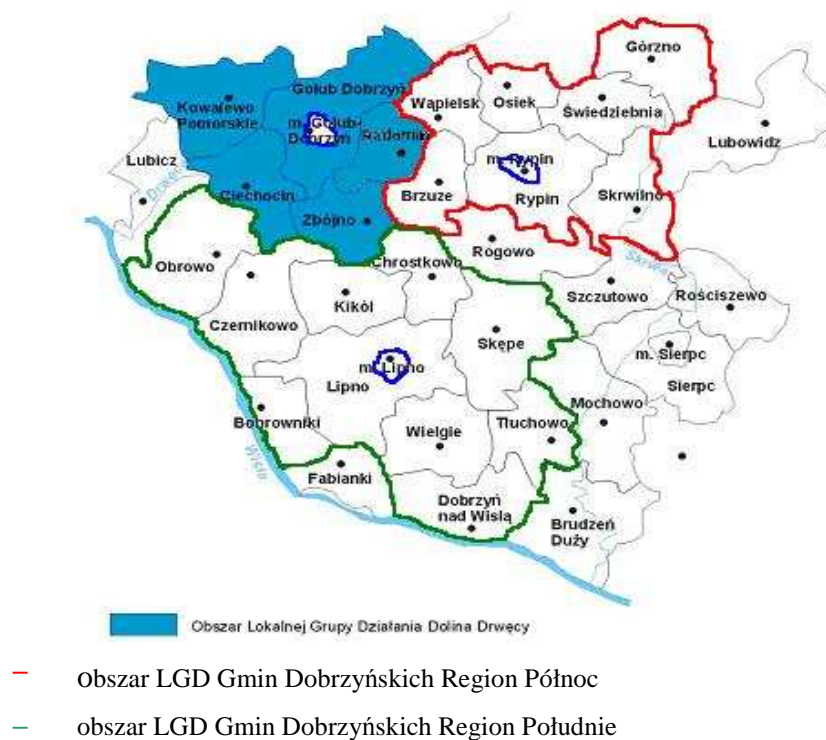 Górzno
Gołub Dobrzyń
Osiek
Kowalewo
Pomorskie
Wąpielsk
Świedziebnia
m. Gołub-
Dobrzyń
Radomin
Lubowidz
Lubicz
m. Rypin
Drwęca
Ciechocin
Brzuze
Rypin
Skrwilno
Zbójno
Rogowo
Obrowo
Chrostkowo
Skrwa
Kikół
Szczutowo
Rościszewo
Czernikowo
Skępe
m. Lipno
m. Sierpc
Lipno
Sierpc
Mochowo
Bobrowniki
Wielgie
Tłuchowo
Wisła
Fabianki
Dobrzyń
nad Wisłą
Brudzeń
Duży
Obszar Lokalnej Grupy Działania Dolina Drwęcy
– obszar LGD Gmin Dobrzyńskich Region Północ
– obszar LGD Gmin Dobrzyńskich Region Południe